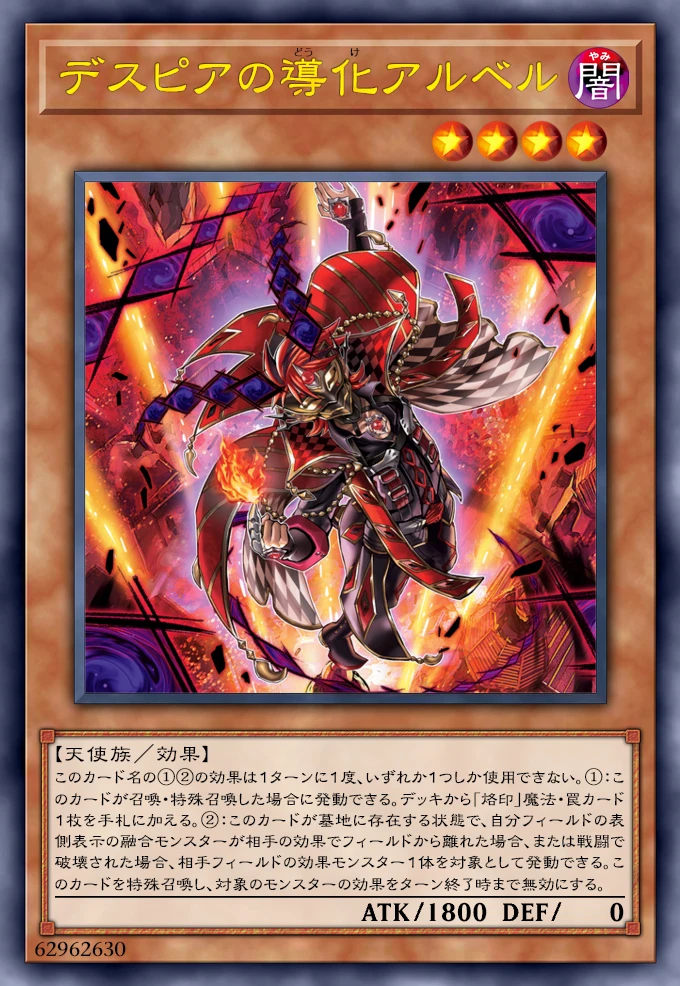 どう け
デスピアの導化アルベル
やみ
闇
【天使族／効果】
このカード名の①②の効果は1ターンに1度、いずれか1つしか使用できない。①：こ
のカードが召喚・特殊召喚した場合に発動できる。デッキから「烙印」魔法・罠カード
1枚を手札に加える。②：このカードが墓地に存在する状態で、自分フィールドの表
側表示の融合モンスターが相手の効果でフィールドから離れた場合、または戦闘で
破壊された場合、相手フィールドの効果モンスター1体を対象として発動できる。こ
のカードを特殊召喚し、対象のモンスターの効果をターン終了時まで無効にする。
ATK/1800 DEF/ 0
62962630